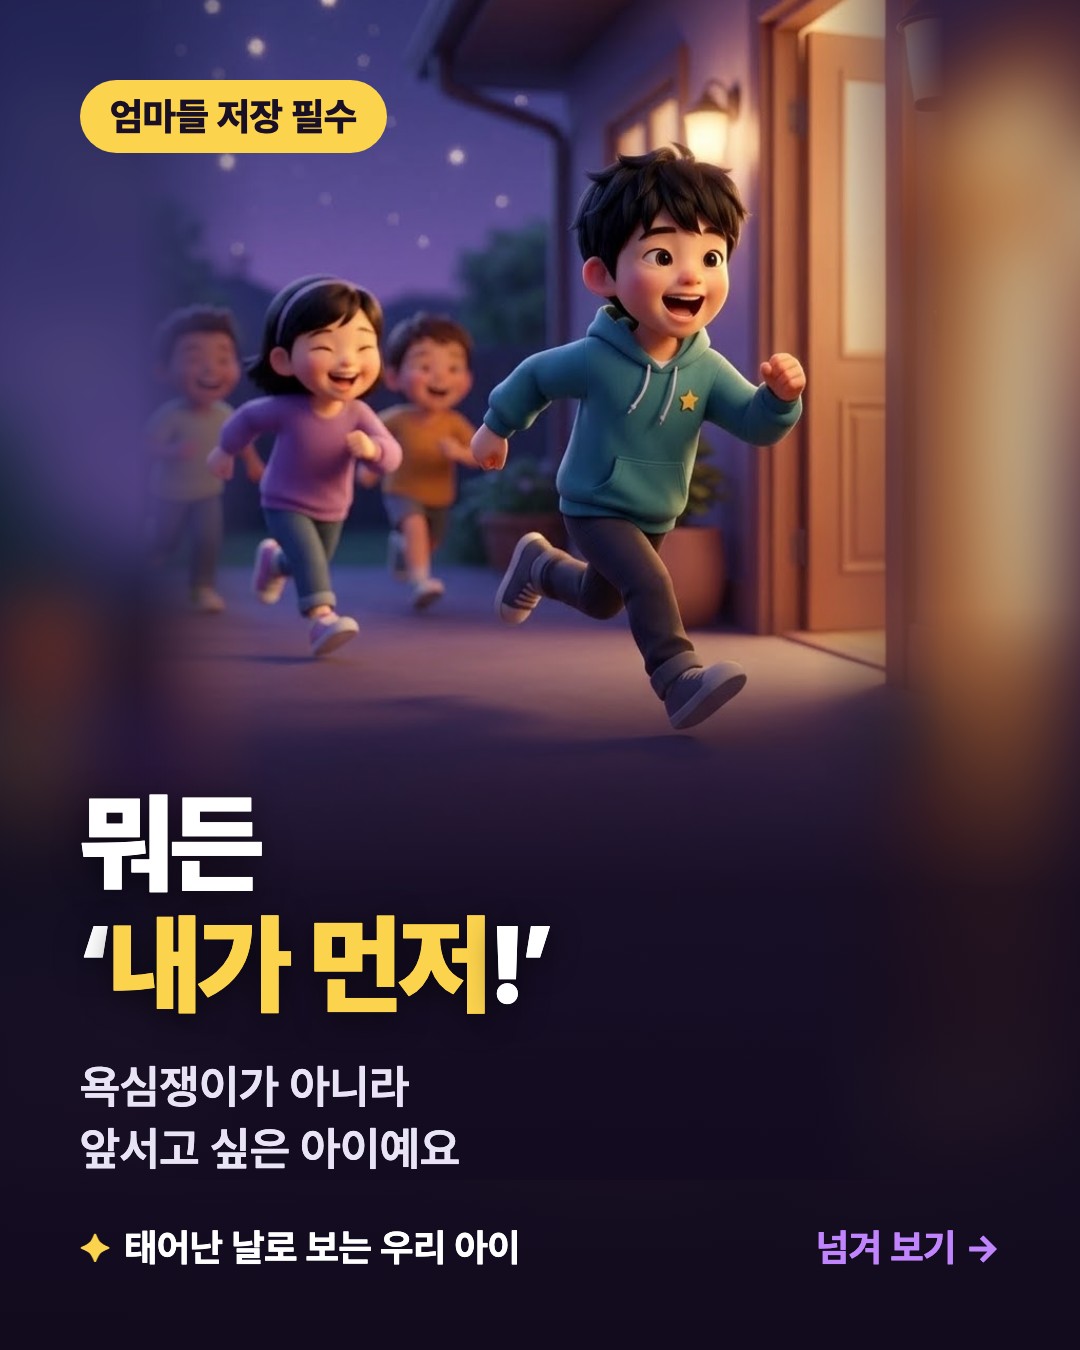 엄마들 저장 필수
뭐든
‘내가 먼저!’
욕심쟁이가 아니라
앞서고 싶은 아이예요
태어난 날로 보는 우리 아이
넘겨 보기 →